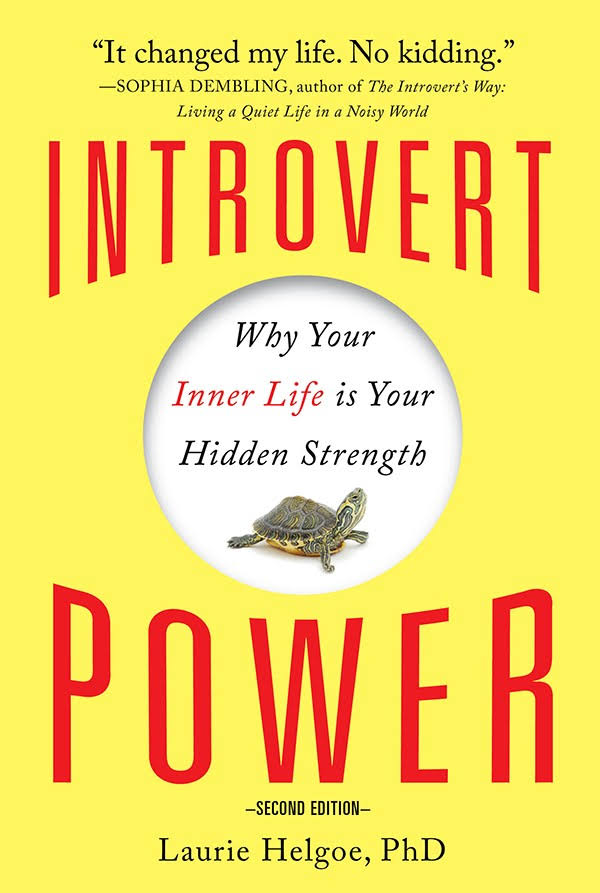 “It changed my life. No kidding.”
—SOPHIA DEMBLING, author of The Introvert's Way:
Living a Quiet Life in a Noisy World
INTROVERT
Why Your
Inner Life is Your
Hidden Strength
POWER
–SECOND EDITION–
Laurie Helgoe, PhD